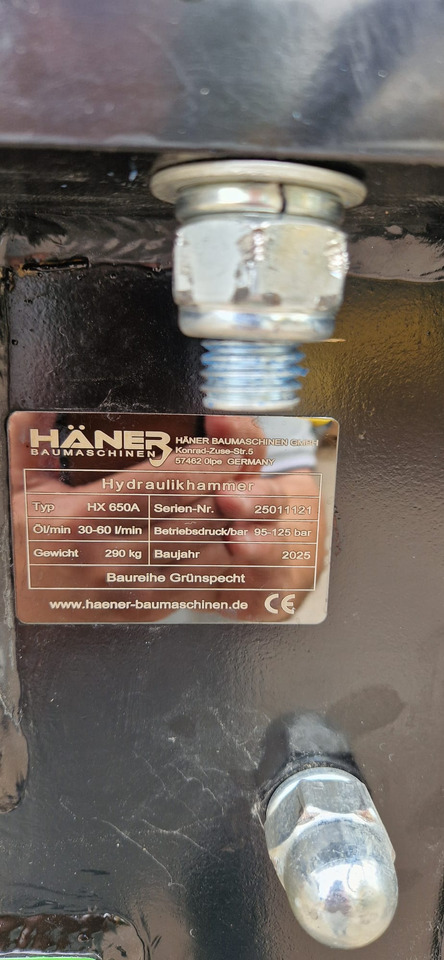 HÄNER
BAUMASCHINEN
HÄNER BAUMASCHINEN GMBH
Konrad-Zuse-Str.5
57462 Olpe GERMANY
Hydraulikhammer
Typ HX 650A Serien-Nr. 25011121
Öl/min 30-60 l/min Betriebsdruck/bar 95-125 bar
Gewicht 290 kg Baujahr 2025
Baureihe Grünspecht
www.haener-baumaschinen.de CE